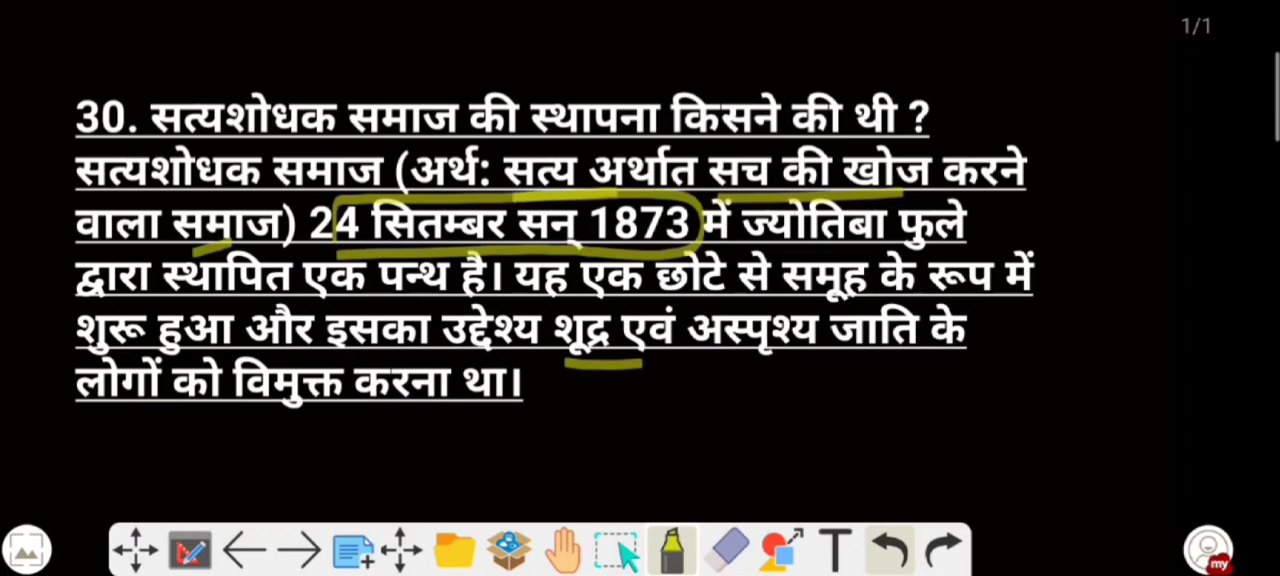 1/1
30. सत्यशोधक समाज की स्थापना किसने की थी ?
सत्यशोधक समाज (अर्थ: सत्य अर्थात सच की खोज करने
वाला समाज) 24 सितम्बर सन् 1873 में ज्योतिबा फुले
द्वारा स्थापित एक पन्थ है। यह एक छोटे से समूह के रूप में
शुरू हुआ और इसका उद्देश्य शूद्र एवं अस्पृश्य जाति के
लोगों को विमुक्त करना था।
T
my